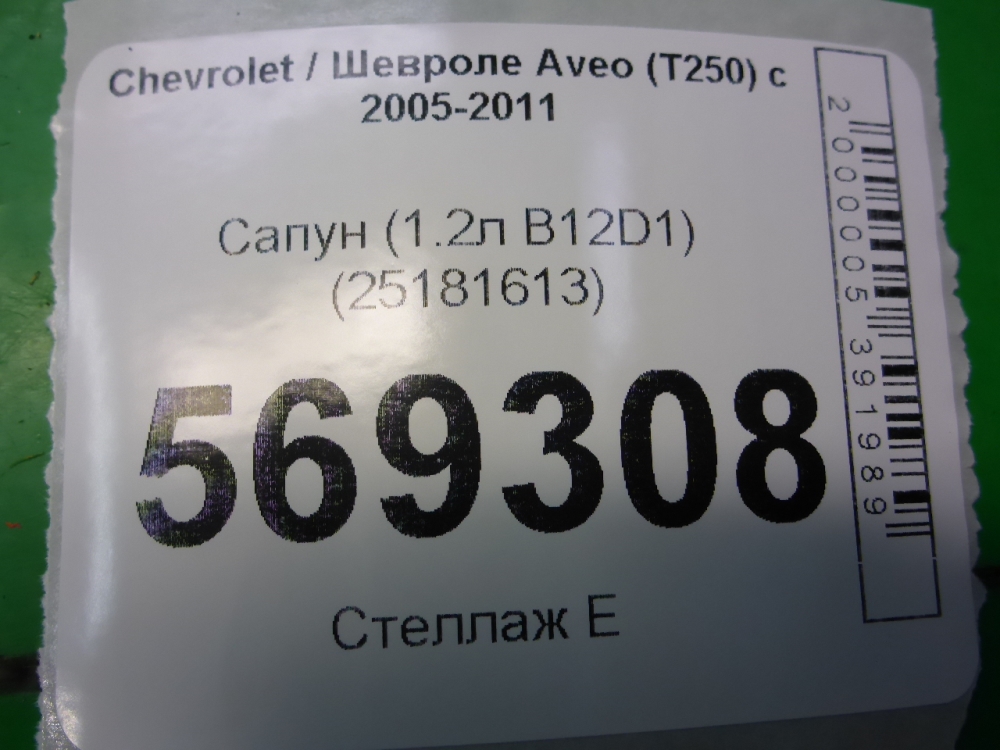 Chevrolet / Шевроле Aveo (T250) с
2005-2011
Сапун (1.2л B12D1)
(25181613)
569308
Стеллаж Е
2000005391989